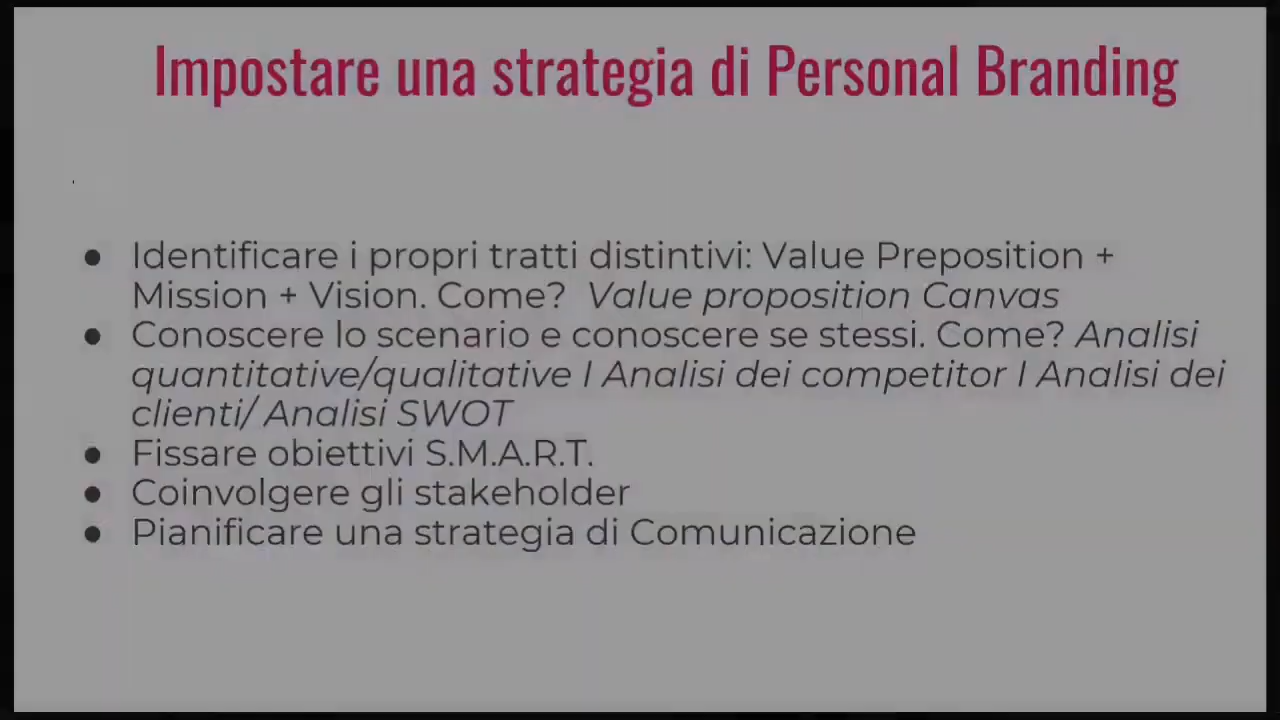 Impostare una strategia di Personal Branding
● Identificare i propri tratti distintivi: Value Preposition +
Mission + Vision. Come? Value proposition Canvas
● Conoscere lo scenario e conoscere se stessi. Come? Analisi
quantitative/qualitative I Analisi dei competitor I Analisi dei
clienti/ Analisi SWOT
● Fissare obiettivi S.M.A.R.T.
● Coinvolgere gli stakeholder
● Pianificare una strategia di Comunicazione